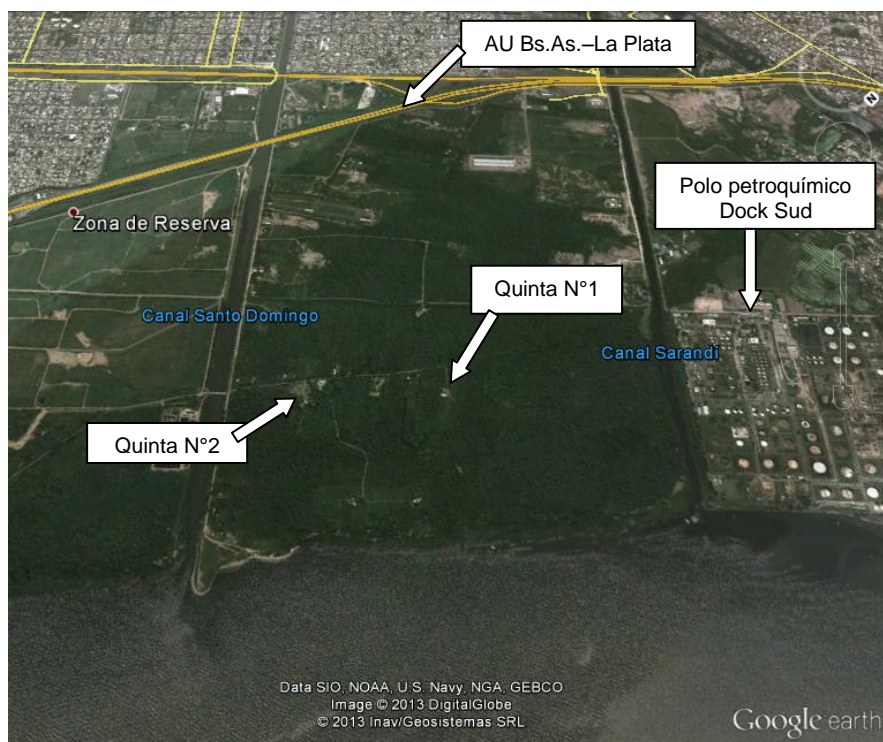 AU Bs.As.–La Plata
N
Polo petroquímico
Dock Sud
Zona de Reserva
Quinta N°1
Canal Santo Domingo
Canal Sarandí
Quinta N°2
Data SIO, NOAA, U.S. Navy, NGA, GEBCO
Image © 2013 DigitalGlobe
© 2013 Inav/Geosistemas SRL
Google earth